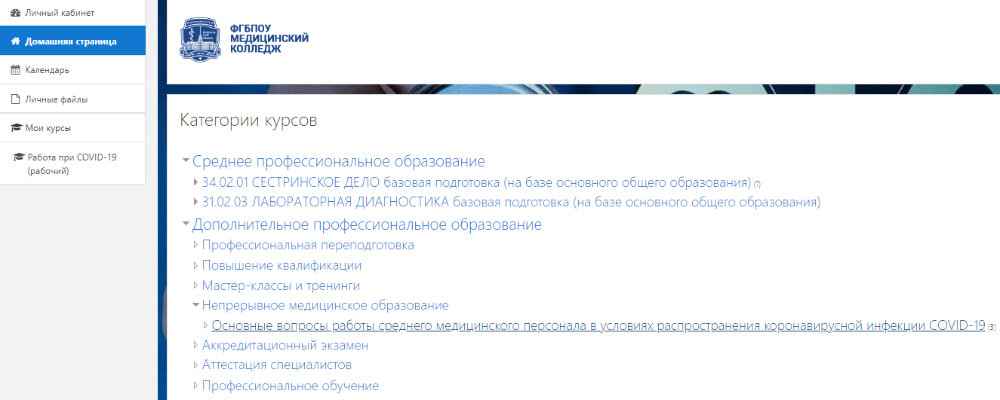 Личный кабинет
Домашняя страница
Календарь
Личные файлы
Мои курсы
Работа при COVID-19
(рабочий)
ФГБПОУ
МЕДИЦИНСКИЙ
КОЛЛЕДЖ
Категории курсов
Среднее профессиональное образование
34.02.01 СЕСТРИНСКОЕ ДЕЛО базовая подготовка (на базе основного общего образования) (1)
31.02.03 ЛАБОРАТОРНАЯ ДИАГНОСТИКА базовая подготовка (на базе основного общего образования)
Дополнительное профессиональное образование
Профессиональная переподготовка
Повышение квалификации
Мастер-классы и тренинги
Непрерывное медицинское образование
Основные вопросы работы среднего медицинского персонала в условиях распространения коронавирусной инфекции COVID-19 (3)
Аккредитационный экзамен
Аттестация специалистов
Профессиональное обучение